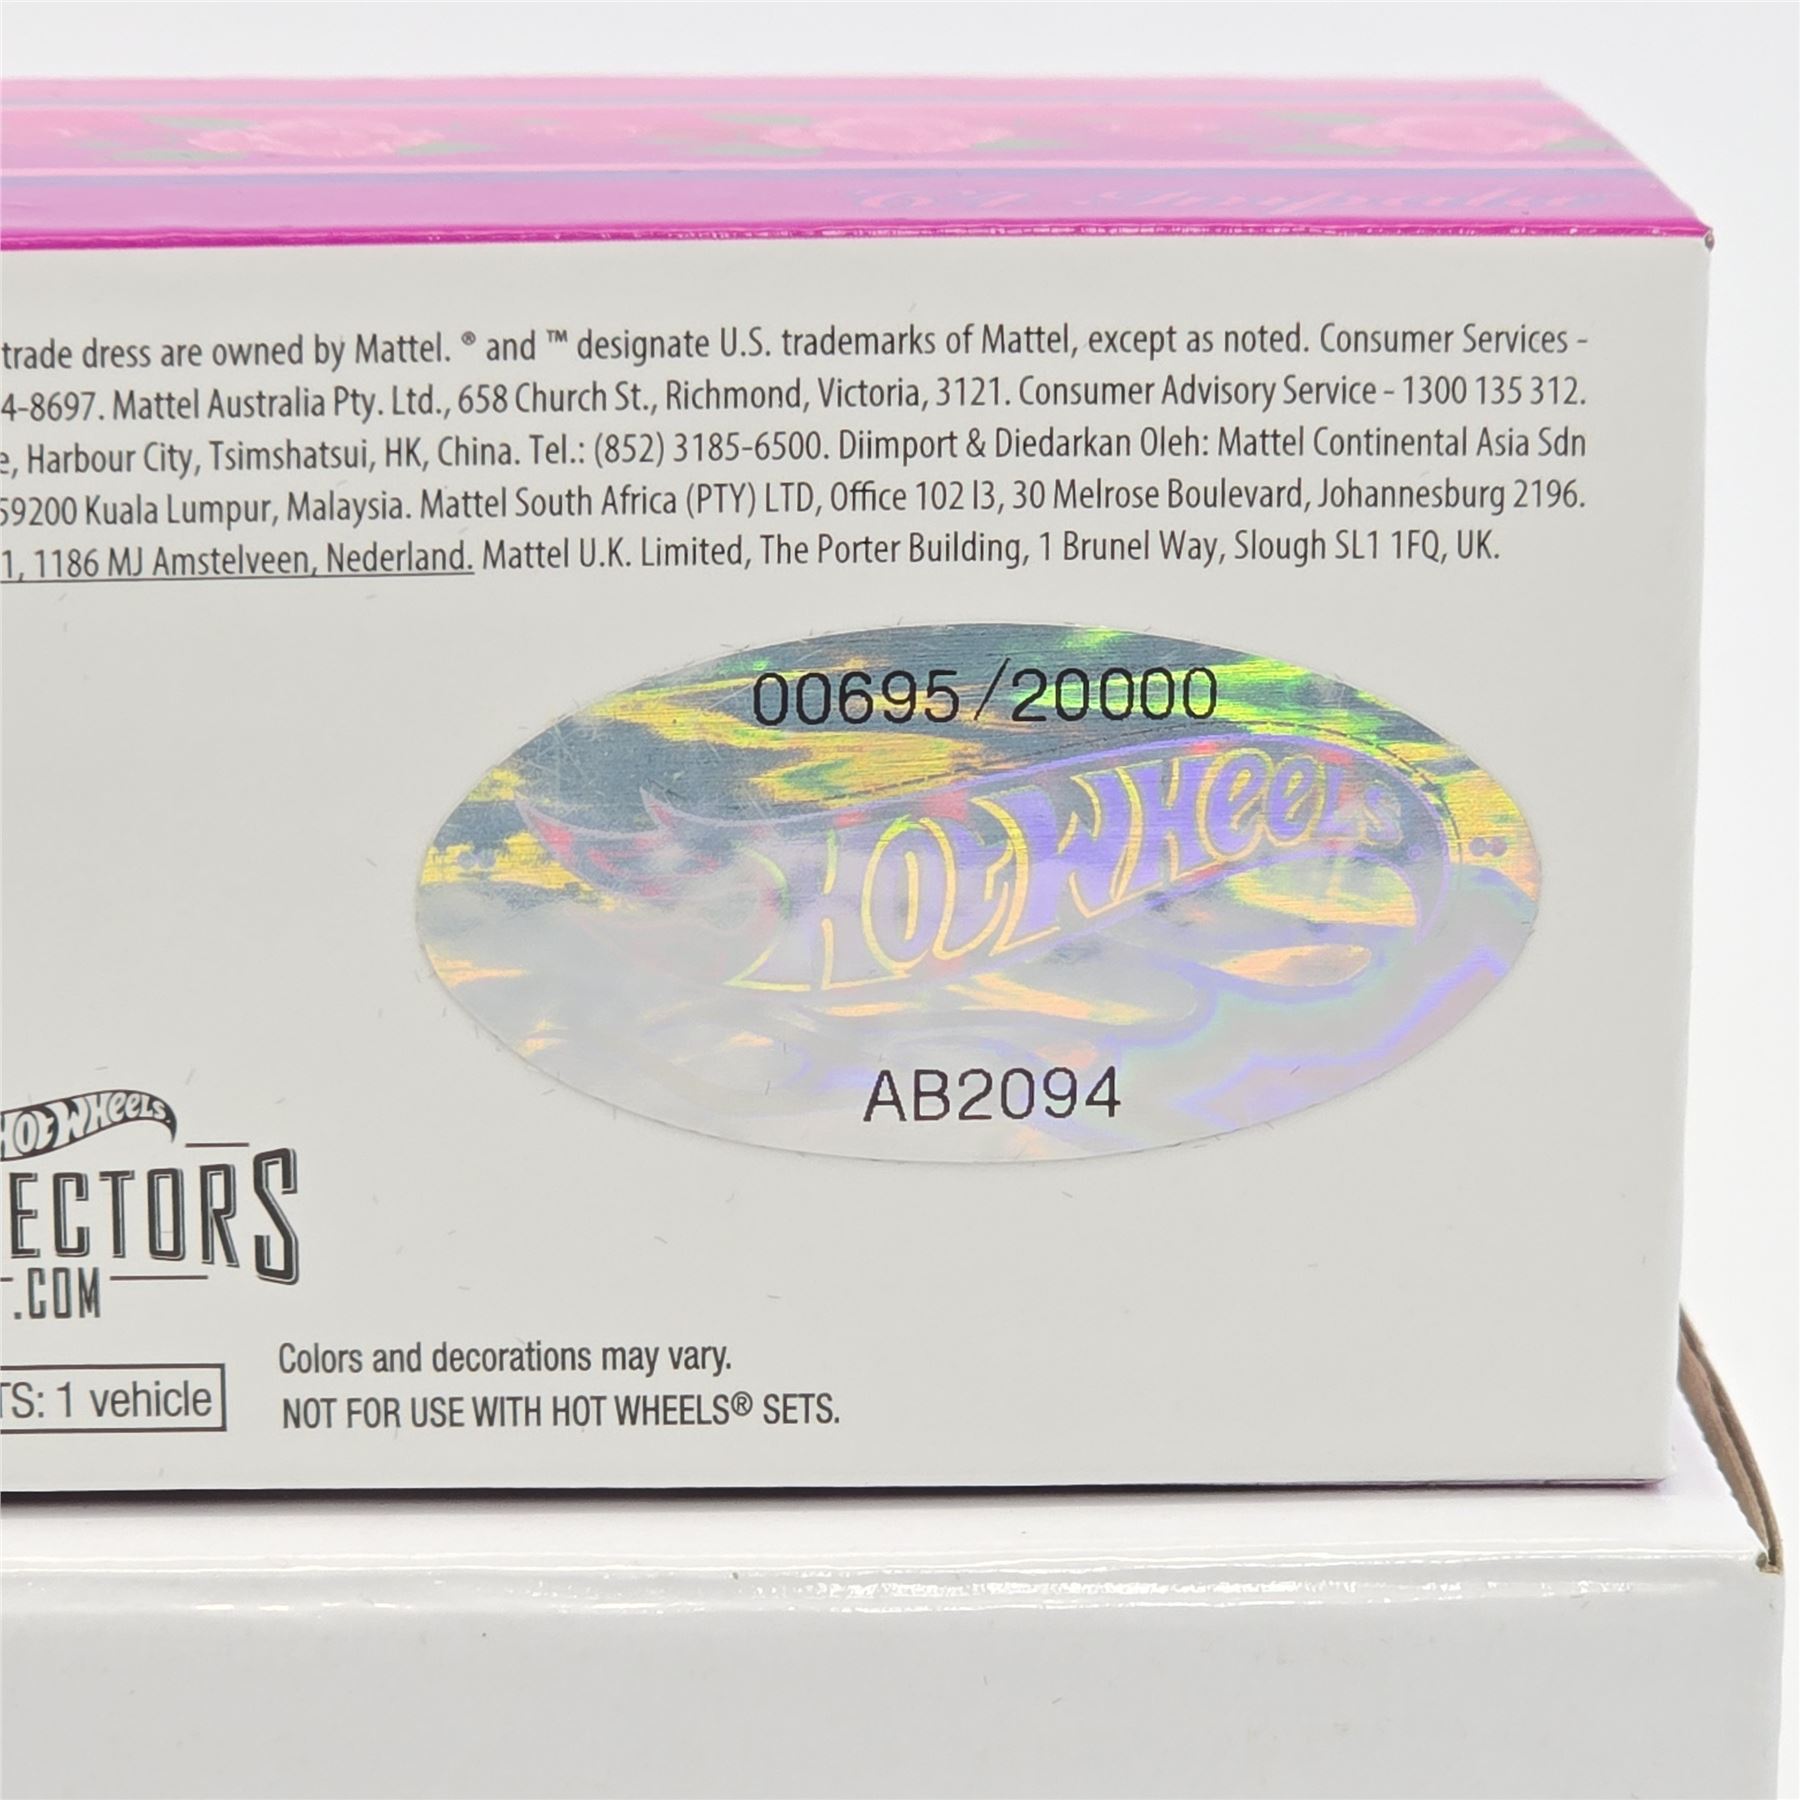 trade dress are owned by Mattel. ® and ™ designate U.S. trademarks of Mattel, except as noted. Consumer Services -
4-8697. Mattel Australia Pty. Ltd., 658 Church St., Richmond, Victoria, 3121. Consumer Advisory Service - 1300 135 312.
e, Harbour City, Tsimshatsui, HK, China. Tel.: (852) 3185-6500. Diimport & Diedarkan Oleh: Mattel Continental Asia Sdn
59200 Kuala Lumpur, Malaysia. Mattel South Africa (PTY) LTD, Office 102 I3, 30 Melrose Boulevard, Johannesburg 2196.
1, 1186 MJ Amstelveen, Nederland. Mattel U.K. Limited, The Porter Building, 1 Brunel Way, Slough SL1 1FQ, UK.
00695/20000
HOT WHEELS
AB2094
HOT WHEELS
ECTORS
.COM
TS: 1 vehicle
Colors and decorations may vary.
NOT FOR USE WITH HOT WHEELS® SETS.